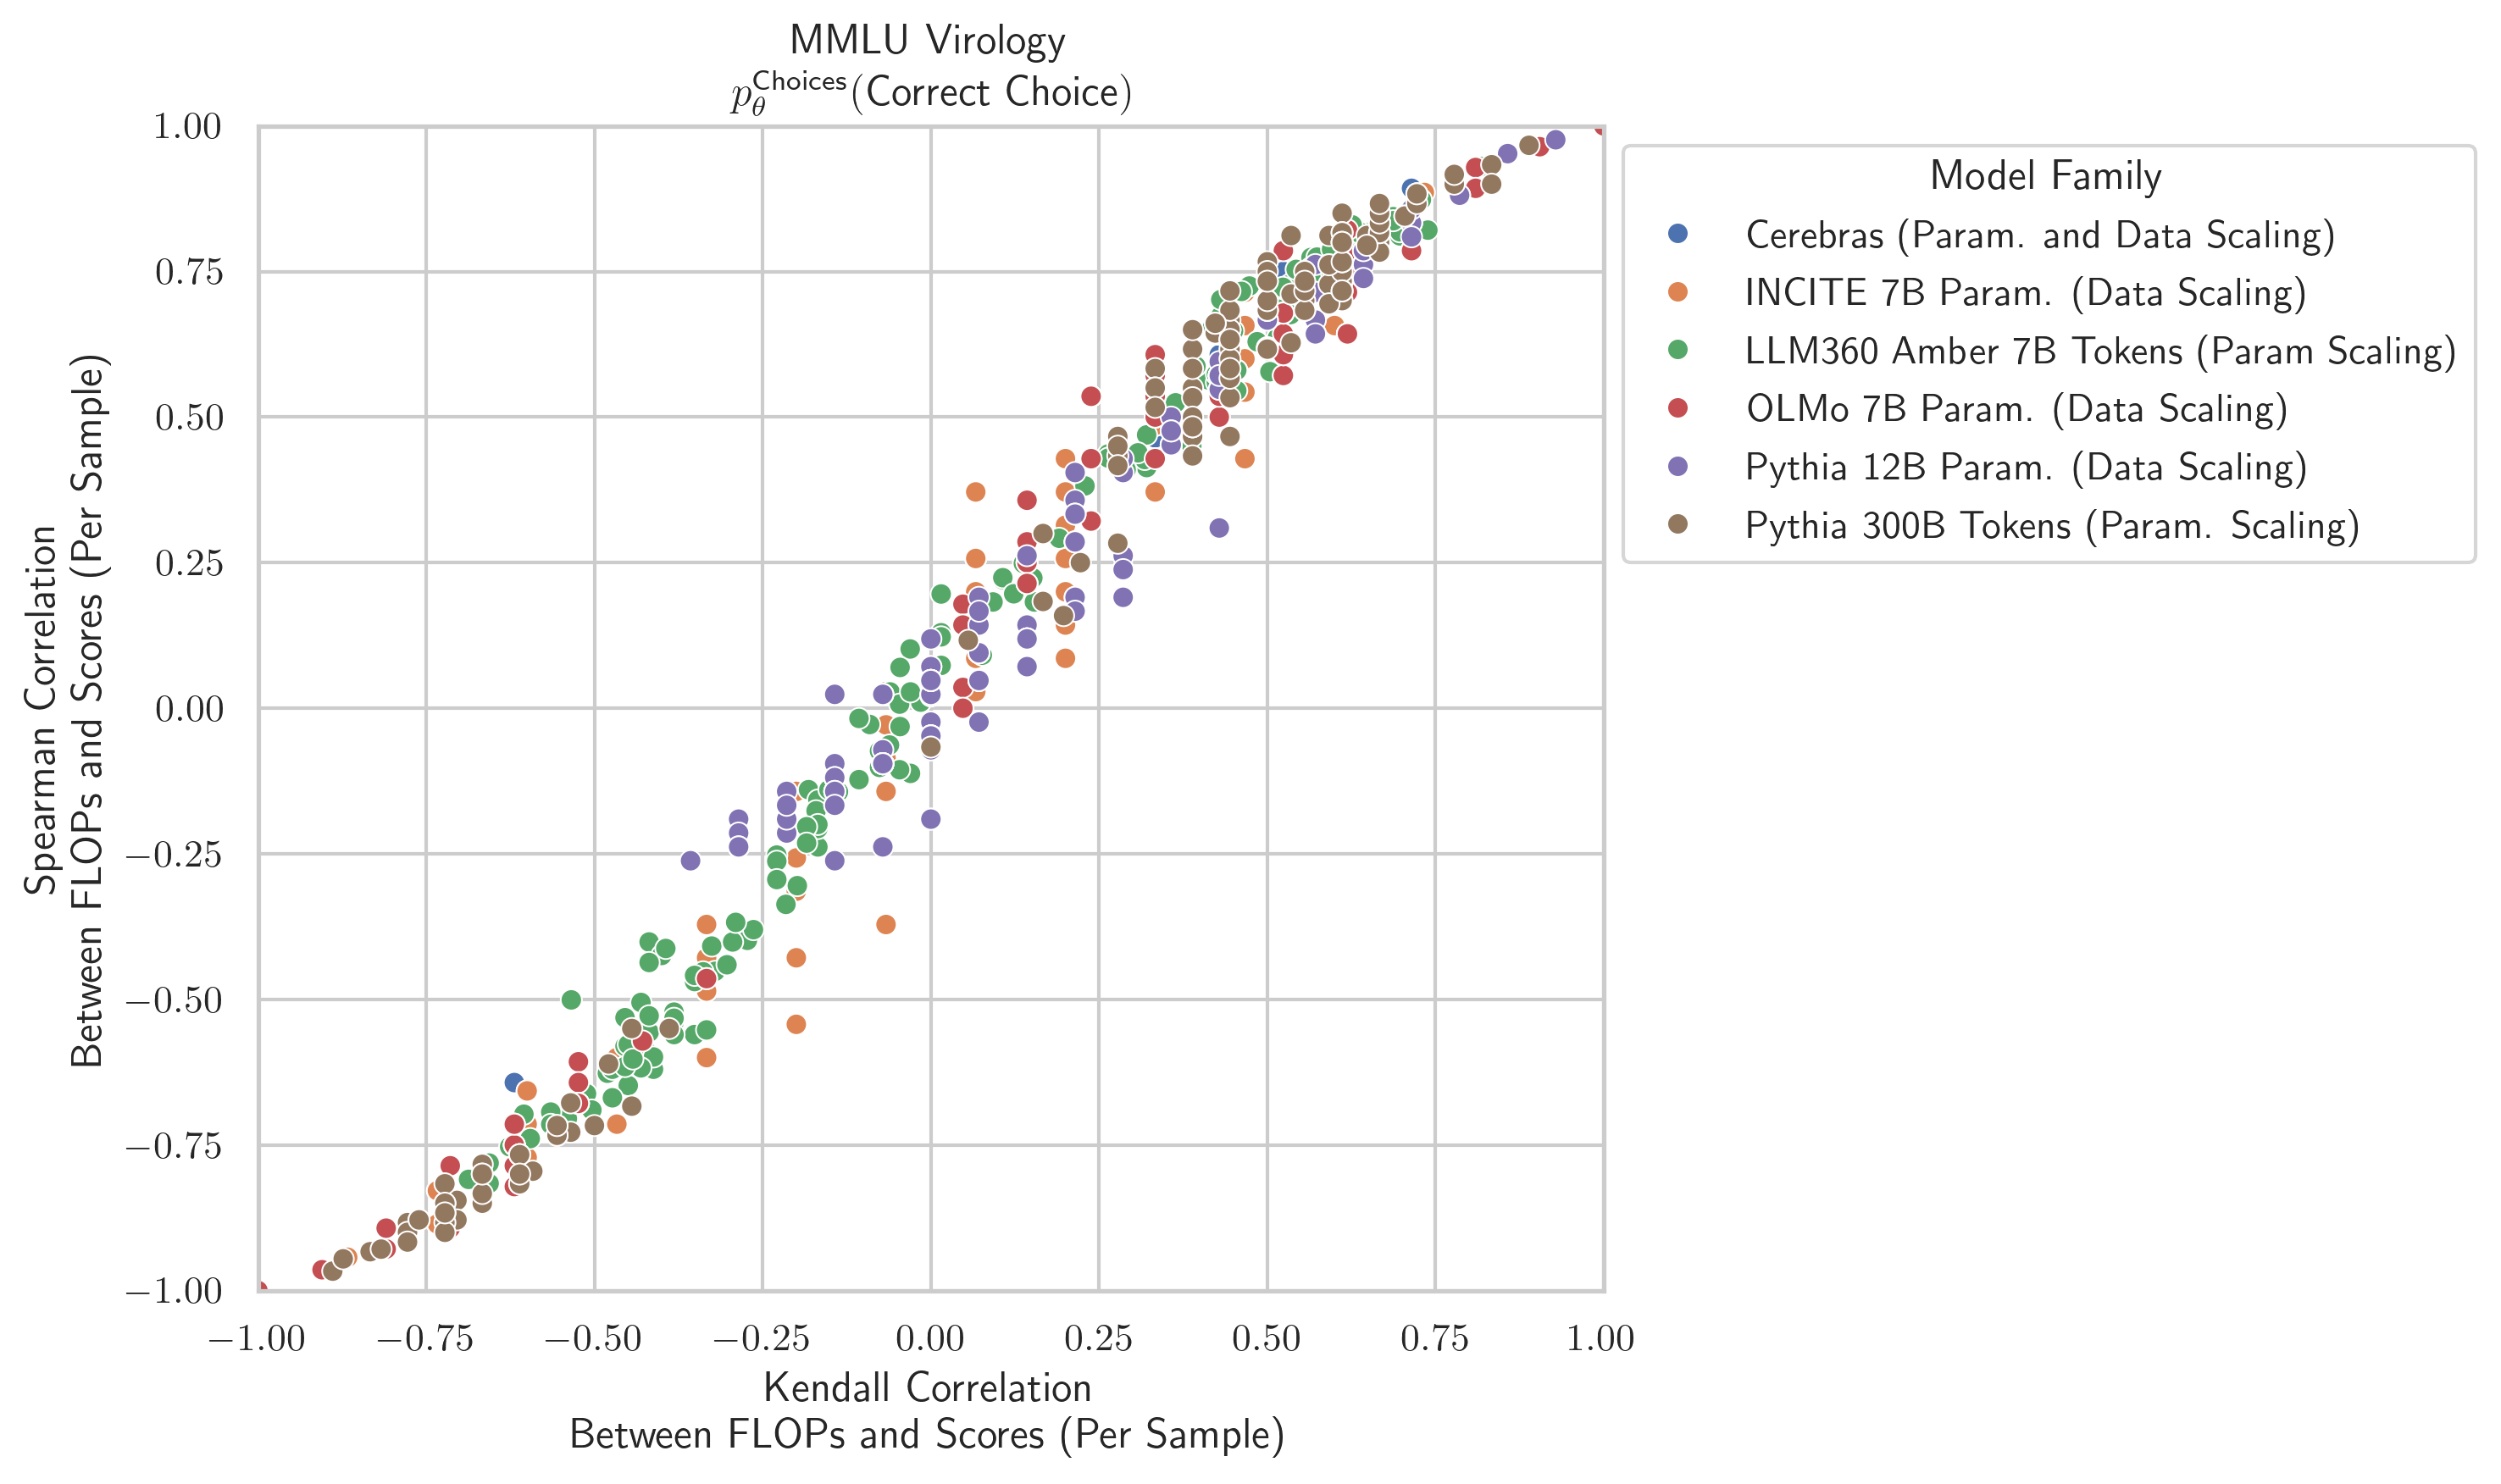 MMLU Virology
p_θ^Choices(Correct Choice)
1.00
0.75
0.50
0.25
0.00
−0.25
−0.50
−0.75
−1.00
Spearman Correlation
Between FLOPs and Scores (Per Sample)
−1.00 −0.75 −0.50 −0.25 0.00 0.25 0.50 0.75 1.00
Kendall Correlation
Between FLOPs and Scores (Per Sample)
Model Family
Cerebras (Param. and Data Scaling)
INCITE 7B Param. (Data Scaling)
LLM360 Amber 7B Tokens (Param Scaling)
OLMo 7B Param. (Data Scaling)
Pythia 12B Param. (Data Scaling)
Pythia 300B Tokens (Param. Scaling)